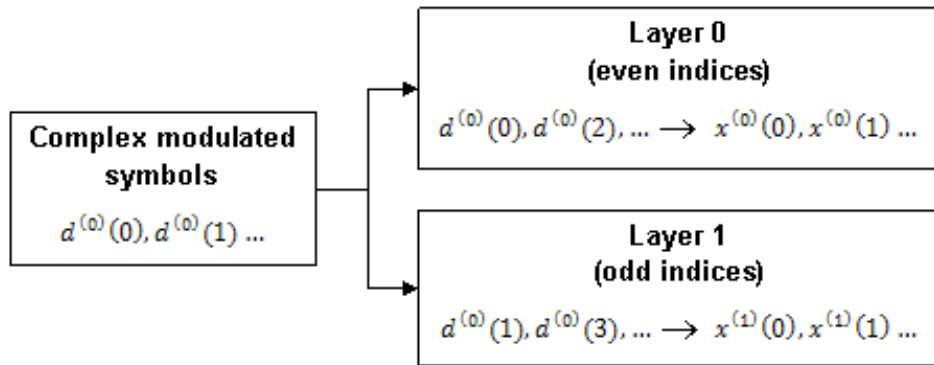 Complex modulated
symbols
d⁽⁰⁾(0), d⁽⁰⁾(1) ...
Layer 0
(even indices)
d⁽⁰⁾(0), d⁽⁰⁾(2), ... → x⁽⁰⁾(0), x⁽⁰⁾(1) ...
Layer 1
(odd indices)
d⁽⁰⁾(1), d⁽⁰⁾(3), ... → x⁽¹⁾(0), x⁽¹⁾(1) ...